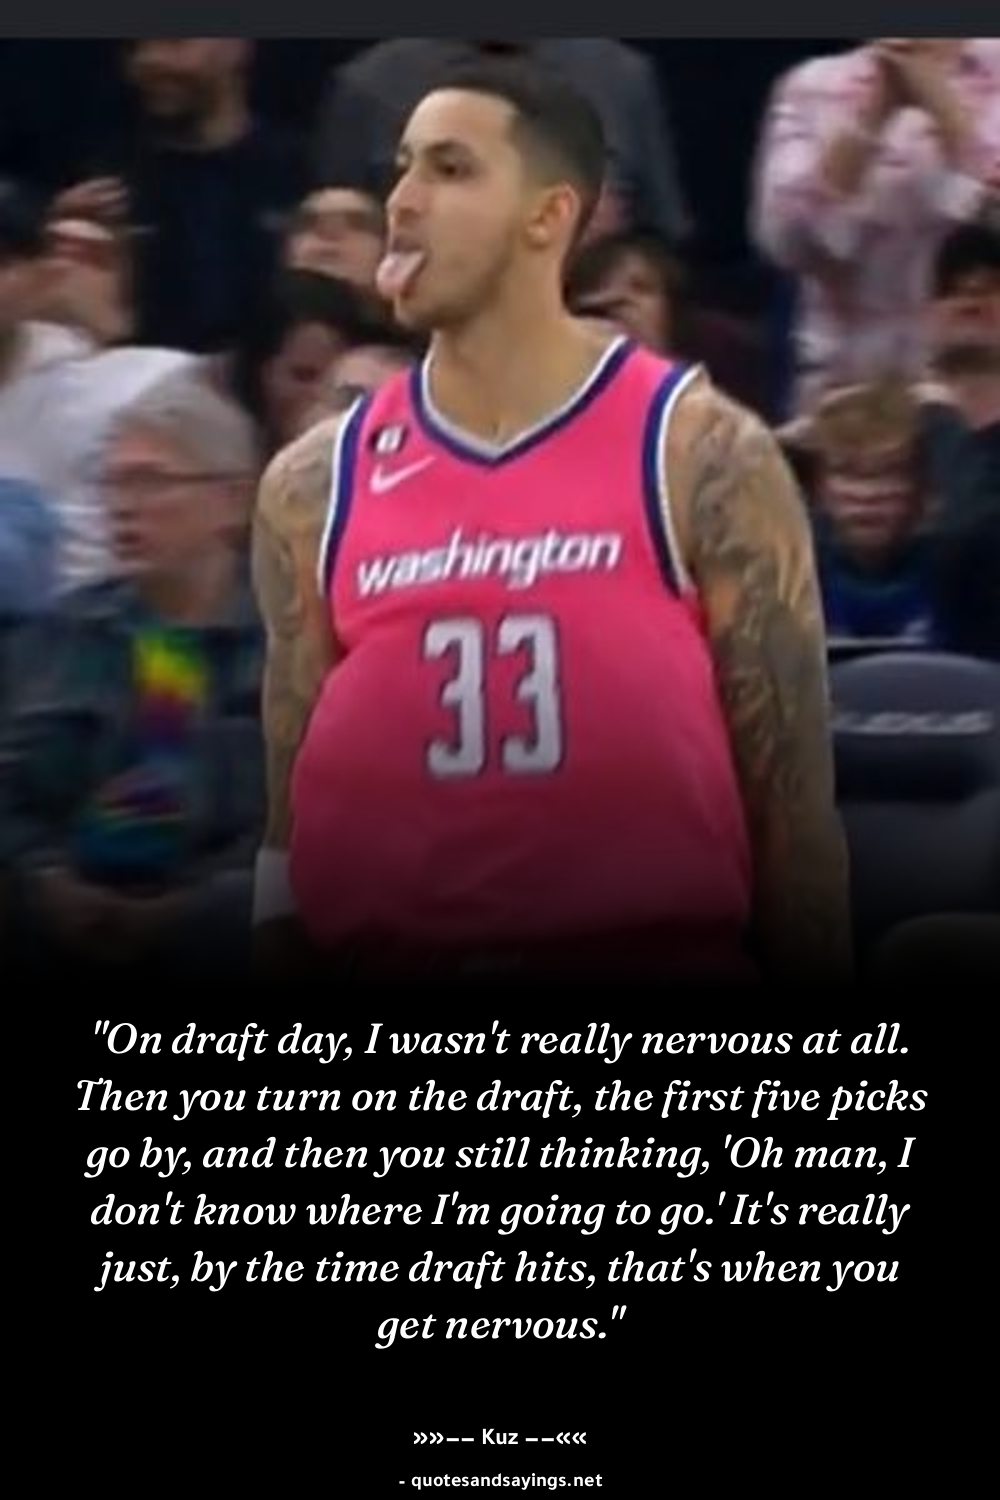 6
washington
33
LEXUS
"On draft day, I wasn't really nervous at all.
Then you turn on the draft, the first five picks
go by, and then you still thinking, 'Oh man, I
don't know where I'm going to go.' It's really
just, by the time draft hits, that's when you
get nervous."
»»–– Kuz ––««
- quotesandsayings.net